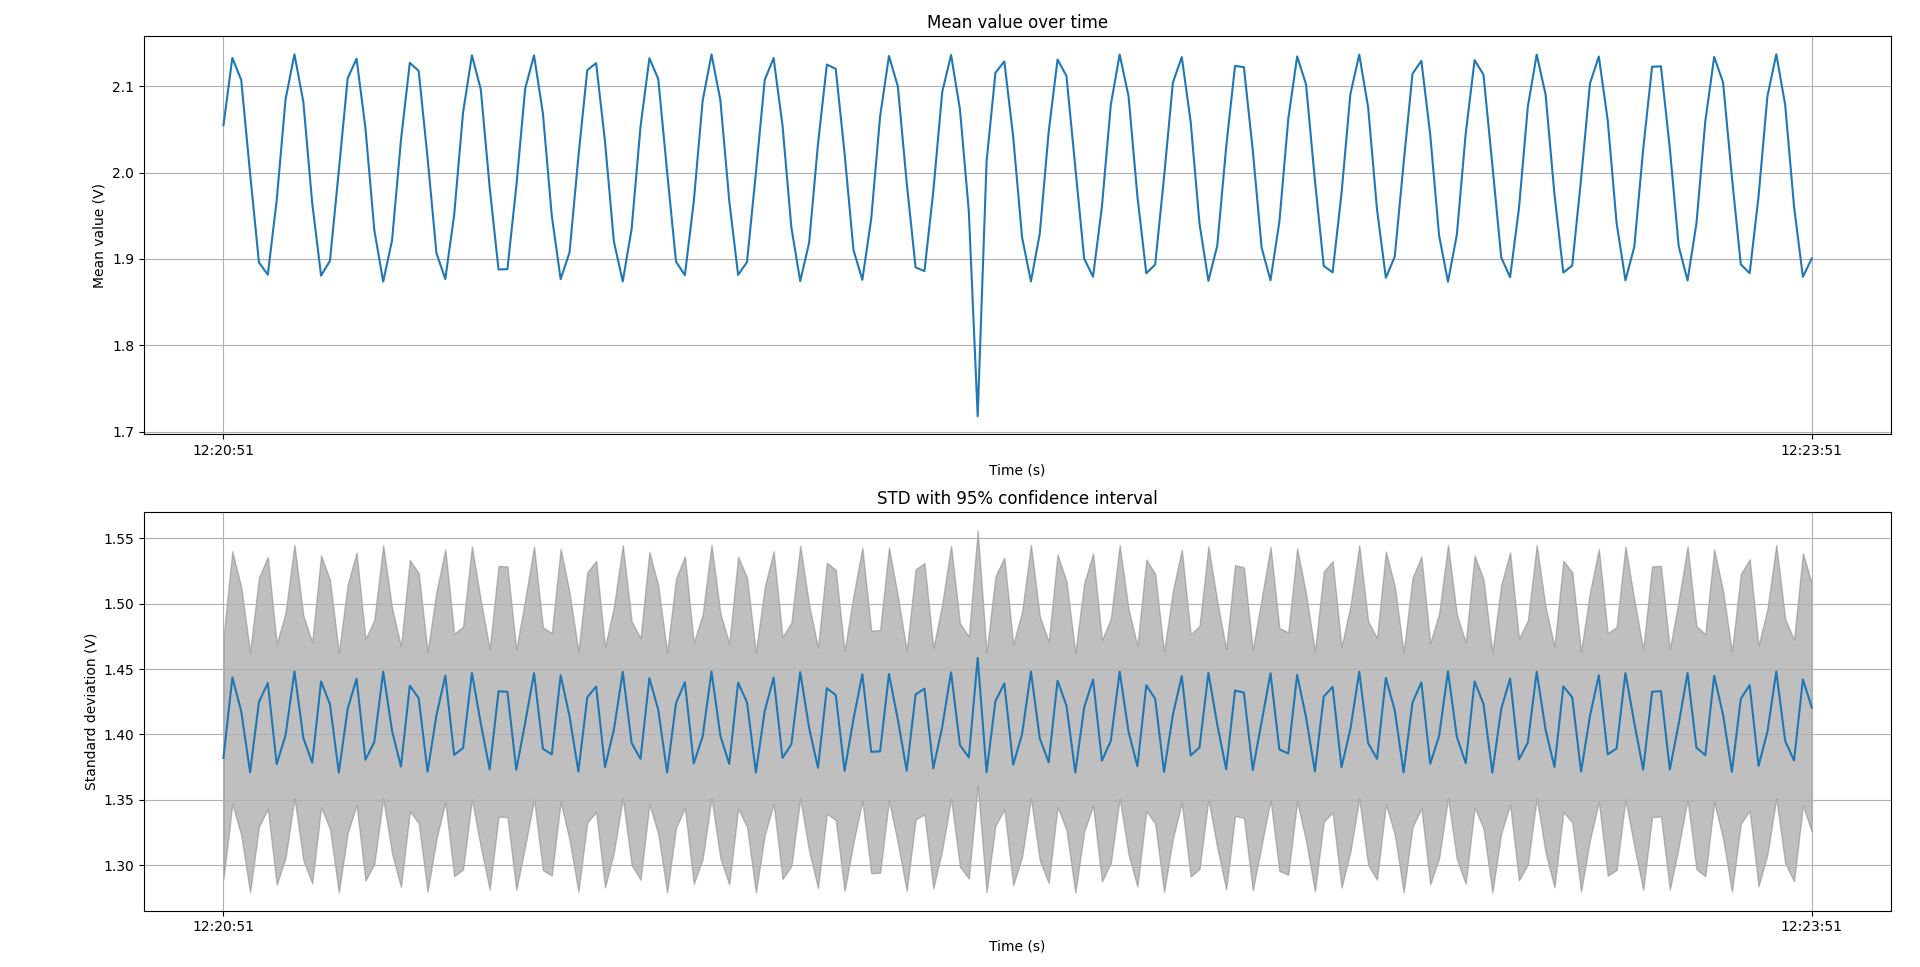 Mean value over time
Mean value (V)
2.1
2.0
1.9
1.8
1.7
12:20:51
12:23:51
Time (s)
STD with 95% confidence interval
Standard deviation (V)
1.55
1.50
1.45
1.40
1.35
1.30
12:20:51
12:23:51
Time (s)